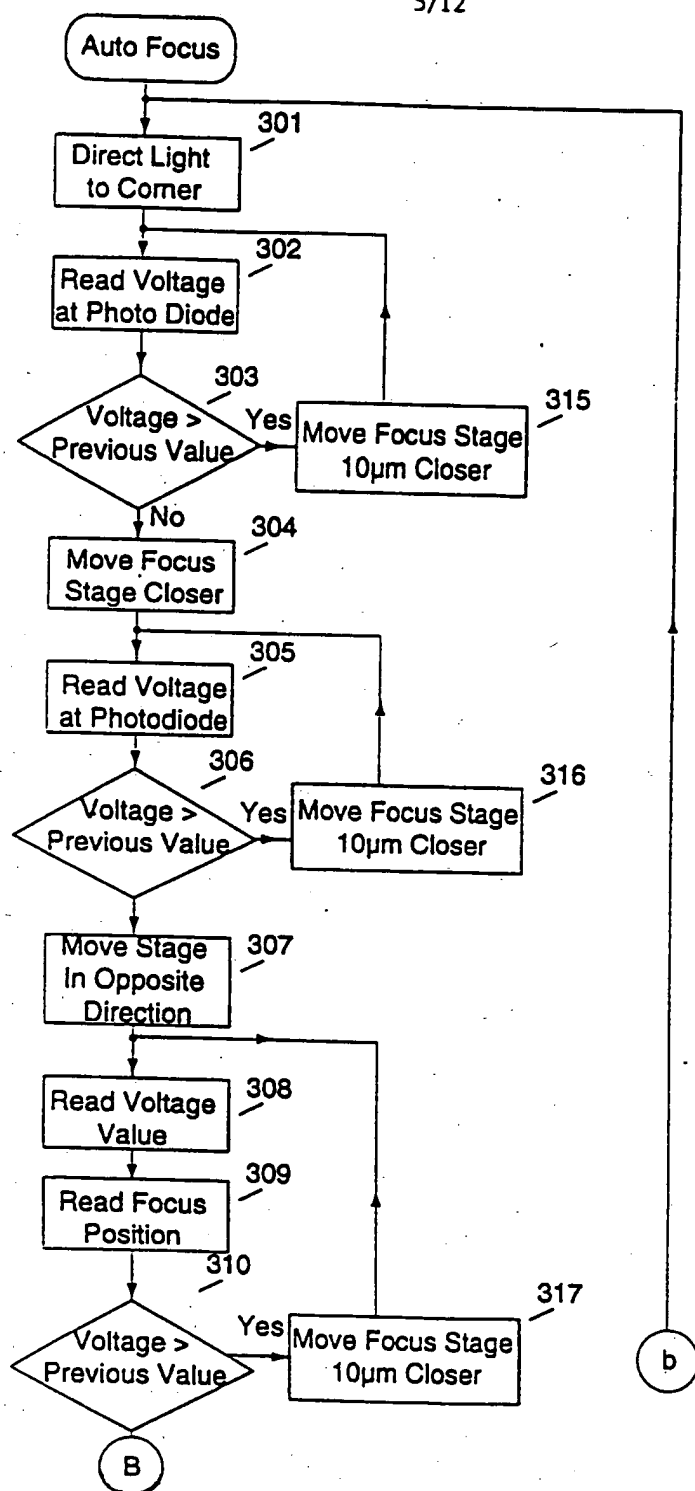 5/12
Auto Focus
301
Direct Light
to Corner
302
Read Voltage
at Photo Diode
303
Voltage >
Previous Value
Yes
315
Move Focus Stage
10µm Closer
No
304
Move Focus
Stage Closer
305
Read Voltage
at Photodiode
306
Voltage >
Previous Value
Yes
316
Move Focus Stage
10µm Closer
307
Move Stage
In Opposite
Direction
308
Read Voltage
Value
309
Read Focus
Position
310
Voltage >
Previous Value
Yes
317
Move Focus Stage
10µm Closer
b
B